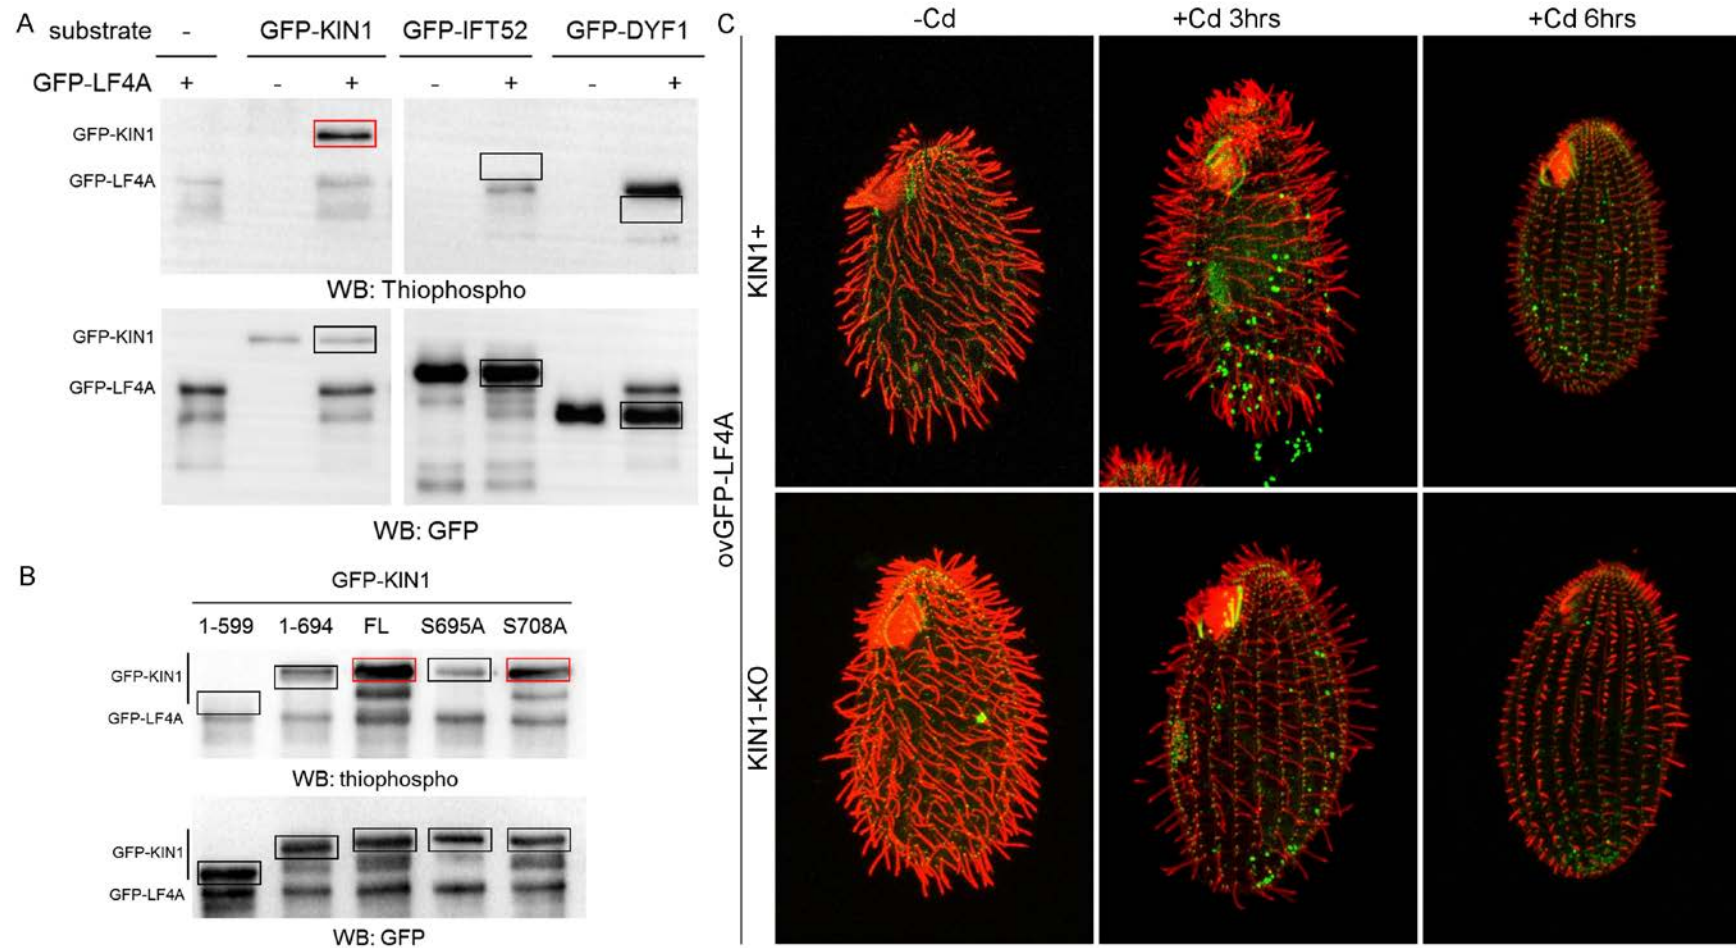 A substrate - GFP-KIN1 GFP-IFT52 GFP-DYF1
GFP-LF4A + - + - + - +
GFP-KIN1
GFP-LF4A
WB: Thiophospho
GFP-KIN1
GFP-LF4A
WB: GFP
B
GFP-KIN1
1-599 1-694 FL S695A S708A
GFP-KIN1
GFP-LF4A
WB: thiophospho
GFP-KIN1
GFP-LF4A
WB: GFP
C -Cd +Cd 3hrs +Cd 6hrs
ovGFP-LF4A
KIN1+
KIN1-KO